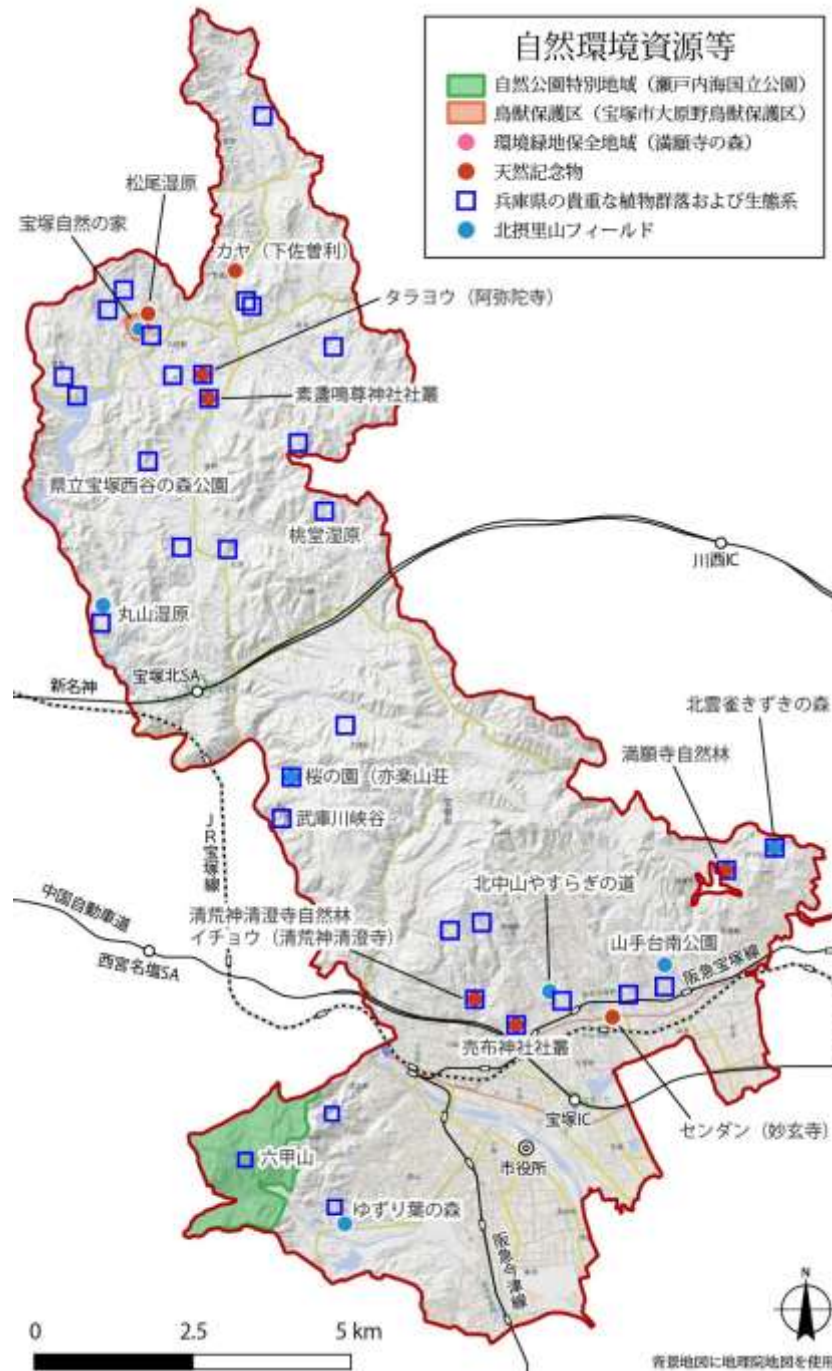 自然環境資源等
自然公園特別地域（瀬戸内海国立公園）
鳥獣保護区（宝塚市大原野鳥獣保護区）
環境緑地保全地域（満願寺の森）
天然記念物
兵庫県の貴重な植物群落および生態系
北摂里山フィールド
松尾湿原
宝塚自然の家
カヤ（下佐曽利）
タラヨウ（阿弥陀寺）
素盞嗚尊神社社叢
県立宝塚西谷の森公園
桃堂湿原
川西IC
丸山湿原
宝塚北SA
新名神
北雲雀きずきの森
満願寺自然林
桜の園（亦楽山荘
武庫川峡谷
JR宝塚線
中国自動車道
西宮名塩SA
北中山やすらぎの道
清荒神清澄寺自然林
イチョウ（清荒神清澄寺）
山手台南公園
阪急宝塚線
売布神社社叢
センダン（妙玄寺）
宝塚IC
市役所
六甲山
ゆずり葉の森
阪急今津線
0 2.5 5 km
N
背景地図に地理院地図を使用